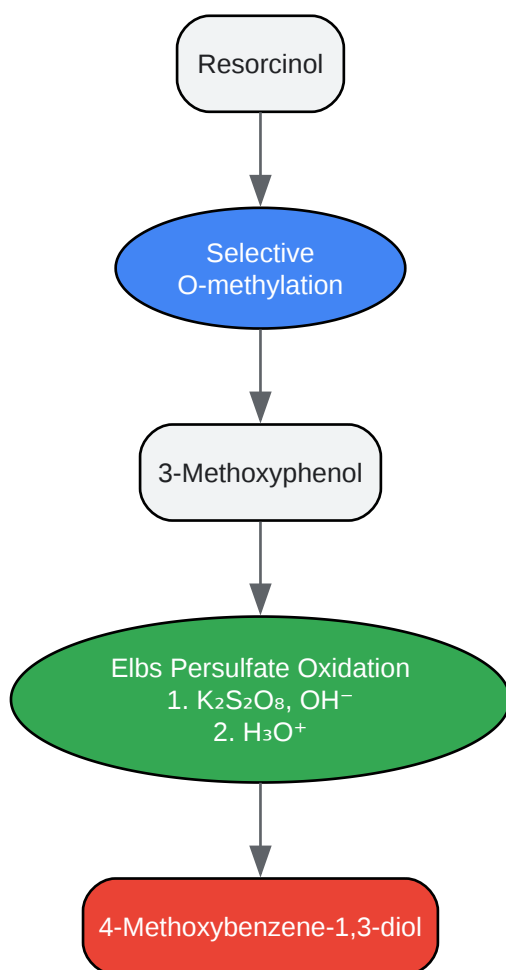 Resorcinol
Selective
O-methylation
3-Methoxyphenol
Elbs Persulfate Oxidation
1. K₂S₂O₈, OH⁻
2. H₃O⁺
4-Methoxybenzene-1,3-diol